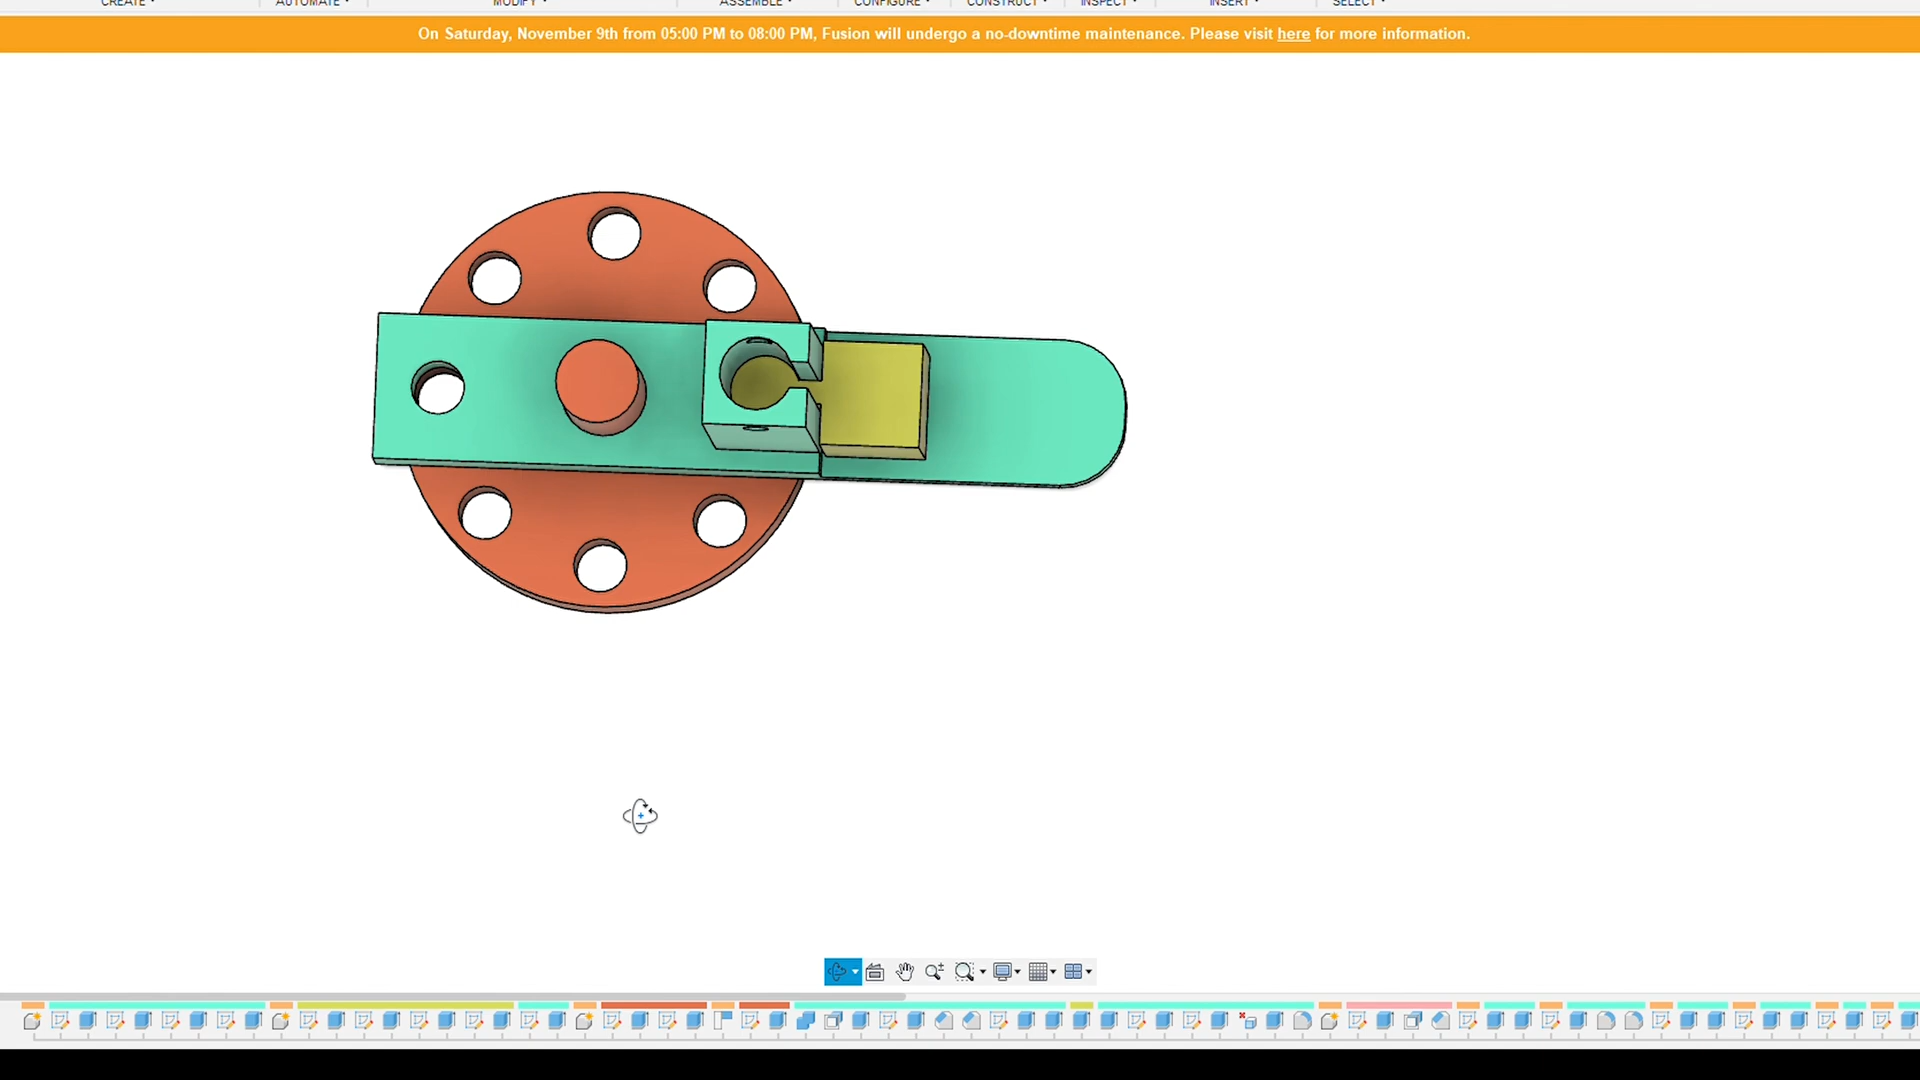 CREATE MODIFY AUTOMATE ASSEMBLE CONFIGURE CONSTRUCT INSPECT INSERT SELECT
On Saturday, November 9th from 05:00 PM to 08:00 PM, Fusion will undergo a no-downtime maintenance. Please visit here for more information.